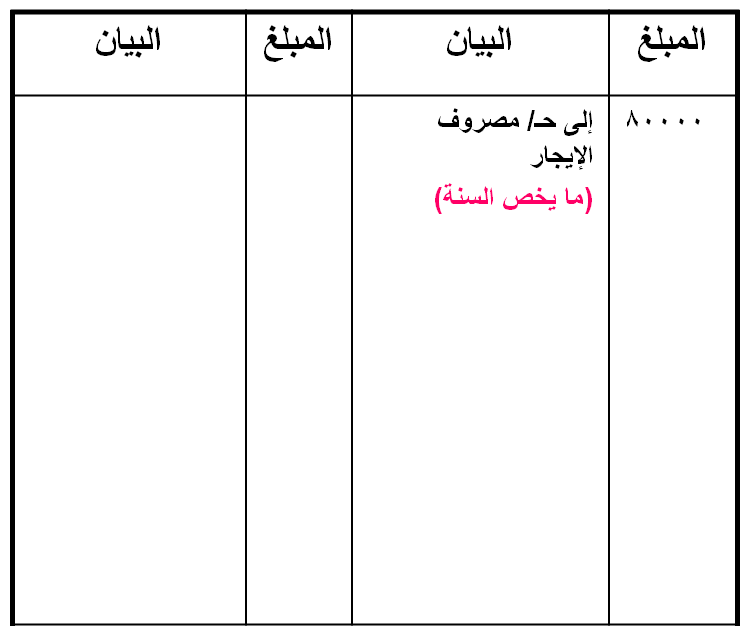 المبلغ البيان المبلغ البيان
٨٠٠٠٠ إلى حـ/ مصروف
الإيجار
(ما يخص السنة)